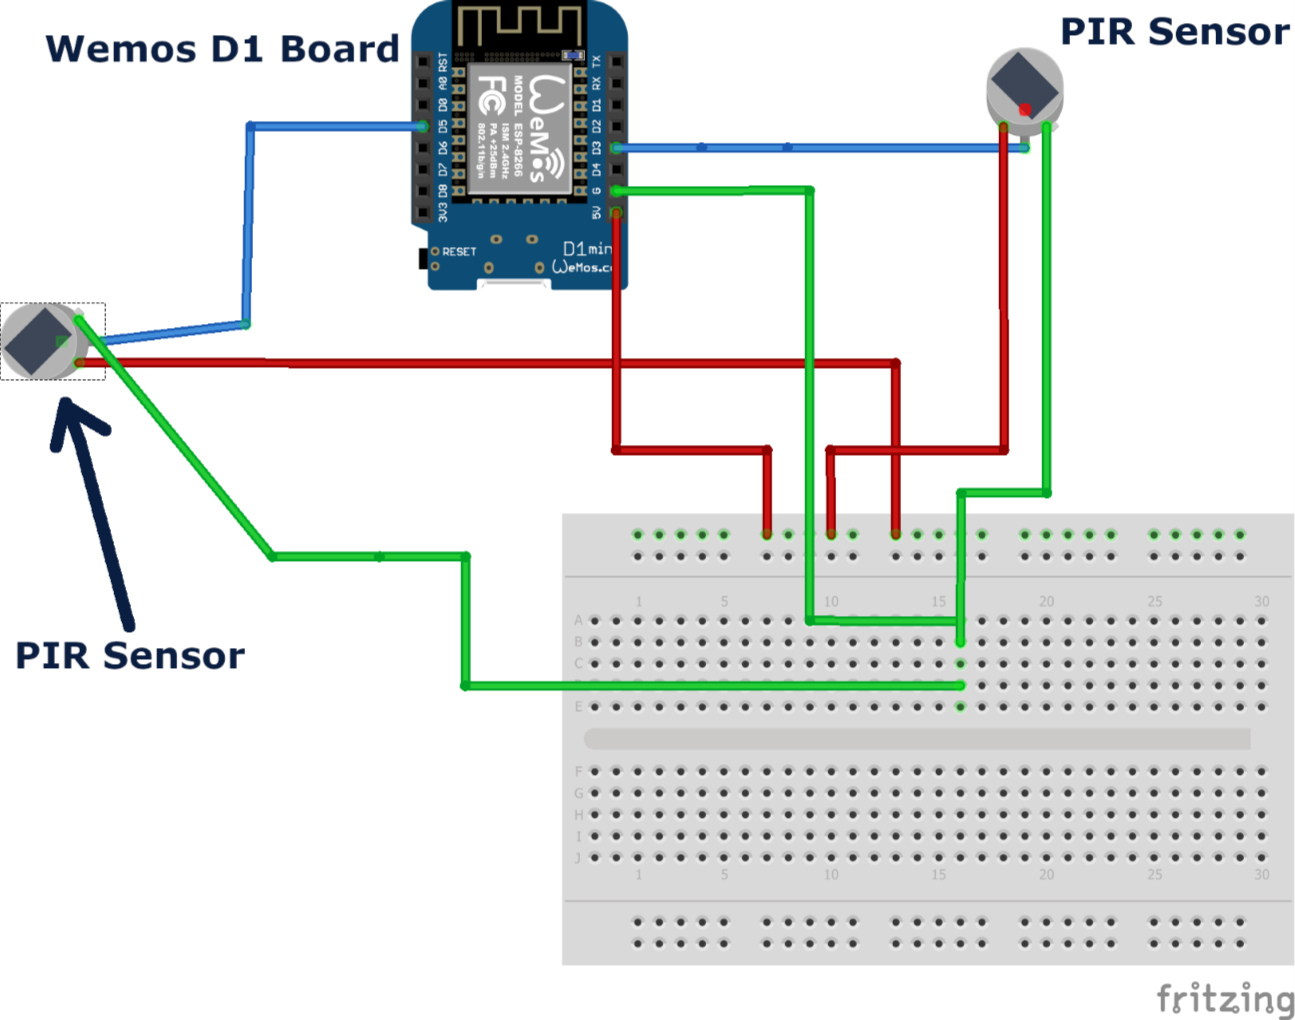 Wemos D1 Board
PIR Sensor
RST
A0
D0
D5
D6
D7
D8
3V3
TX
RX
D1
D2
D3
D4
G
5V
WeMos
MODEL ESP-8266
ISM 2.4GHz
PA +25dBm
802.11b/g/n
FC
RESET
D1min
WeMos.c
PIR Sensor
1 5 10 15 20 25 30
A
B
C
E
F
G
H
I
J
1 5 10 15 20 25 30
fritzing